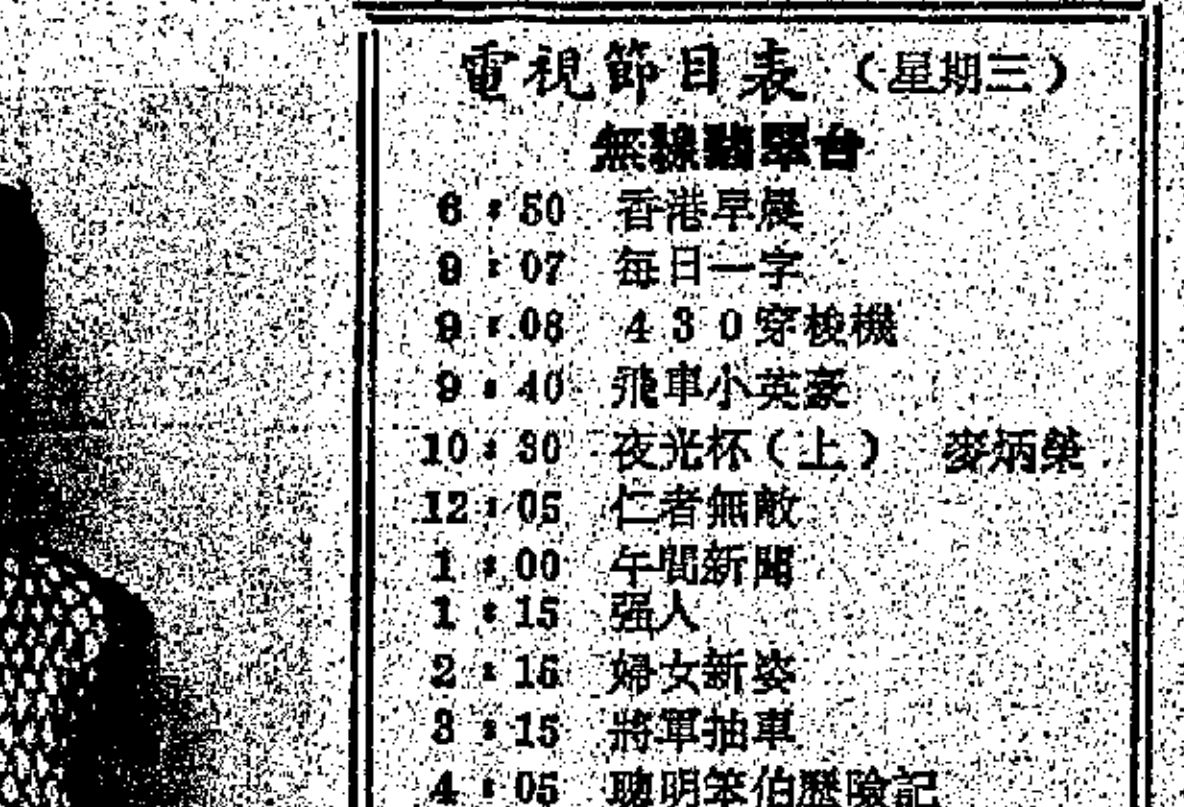 電視節目表（星期三）
無線翡翠台
6：50 香港早晨
9：07 每日一字
9：08 430穿梭機
9：40 飛車小英豪
10：30 夜光杯（上） 麥炳榮
12：05 仁者無敵
1：00 午間新聞
1：15 强人
2：15 婦女新姿
3：15 將軍抽車
4：05 聰明笨伯歷險記